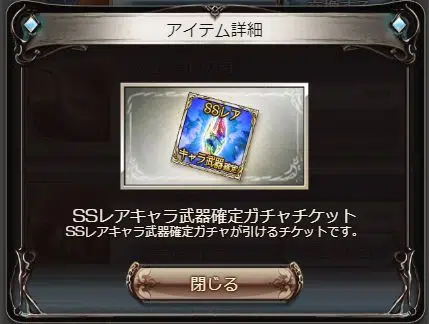 アイテム詳細
SSレア
キャラ武器確定
SSレアキャラ武器確定ガチャチケット
SSレアキャラ武器確定ガチャが引けるチケットです。
閉じる